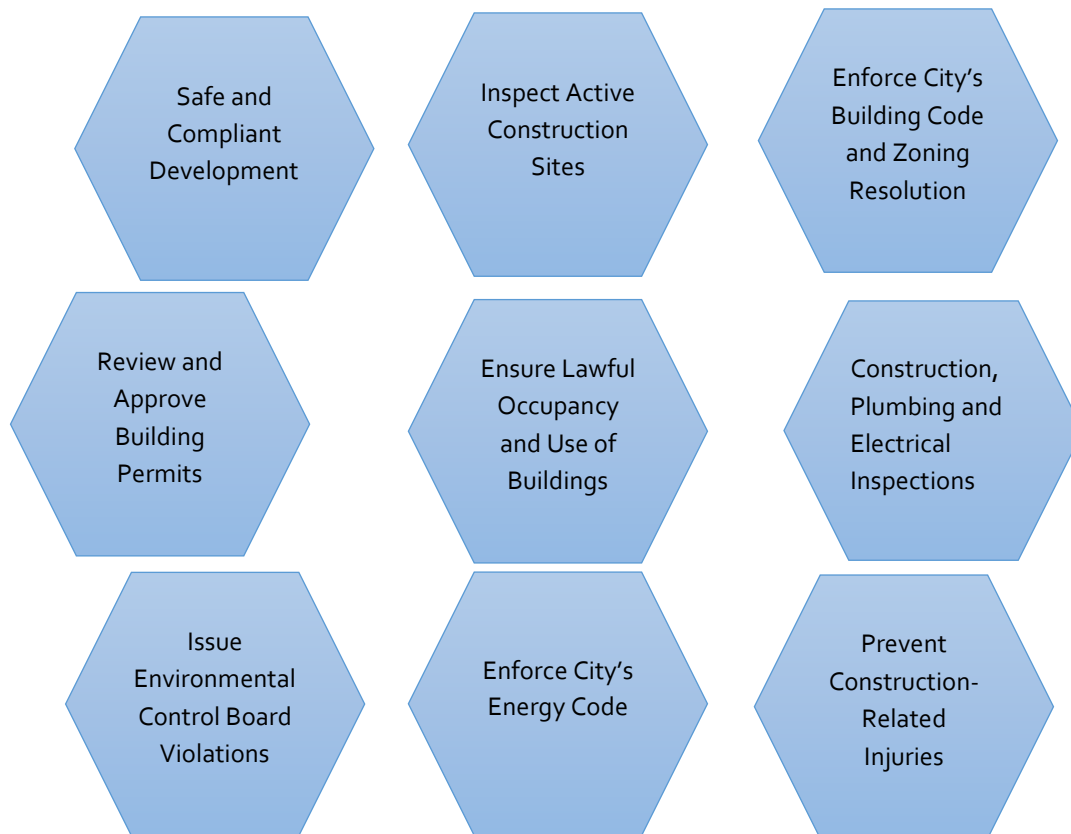 Safe and
Compliant
Development
Inspect Active
Construction
Sites
Enforce City’s
Building Code
and Zoning
Resolution
Review and
Approve
Building
Permits
Ensure Lawful
Occupancy
and Use of
Buildings
Construction,
Plumbing and
Electrical
Inspections
Issue
Environmental
Control Board
Violations
Enforce City’s
Energy Code
Prevent
Construction-
Related
Injuries